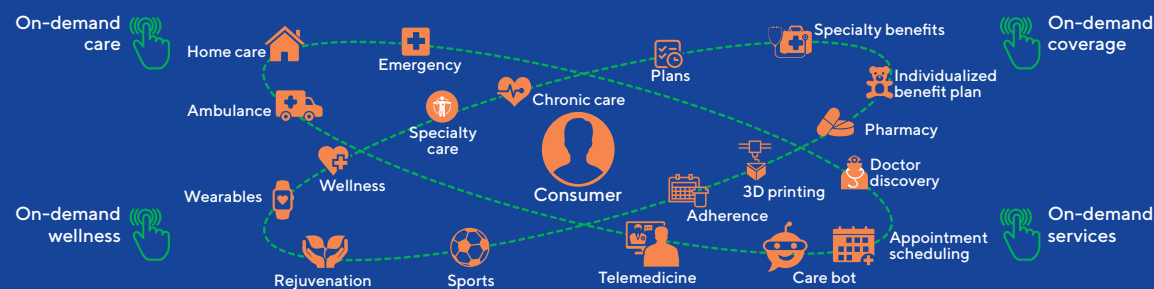 On-demand
care
Home care
Emergency
Ambulance
Specialty
care
Chronic care
Plans
Specialty benefits
Individualized
benefit plan
On-demand
coverage
Pharmacy
Doctor
discovery
3D printing
Adherence
Consumer
Wellness
Wearables
On-demand
wellness
Rejuvenation
Sports
Telemedicine
Care bot
Appointment
scheduling
On-demand
services